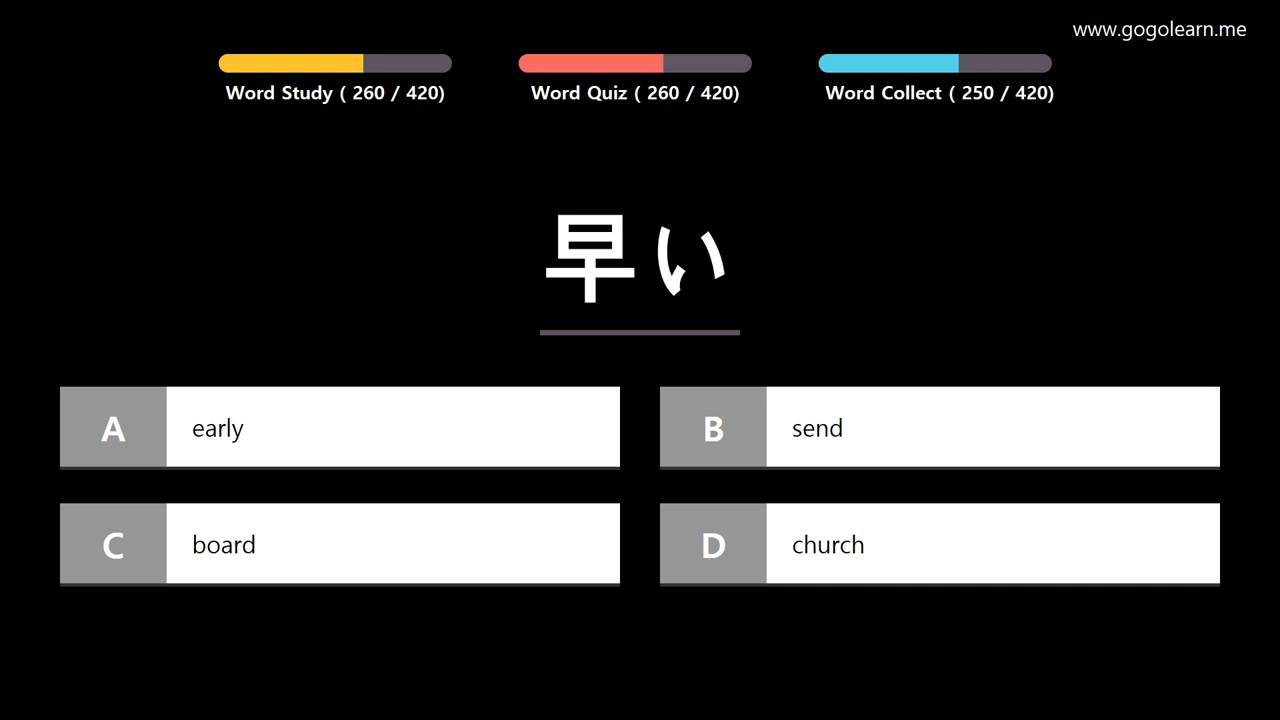 www.gogolearn.me
Word Study ( 260 / 420)
Word Quiz ( 260 / 420)
Word Collect ( 250 / 420)
早い
A early
B send
C board
D church